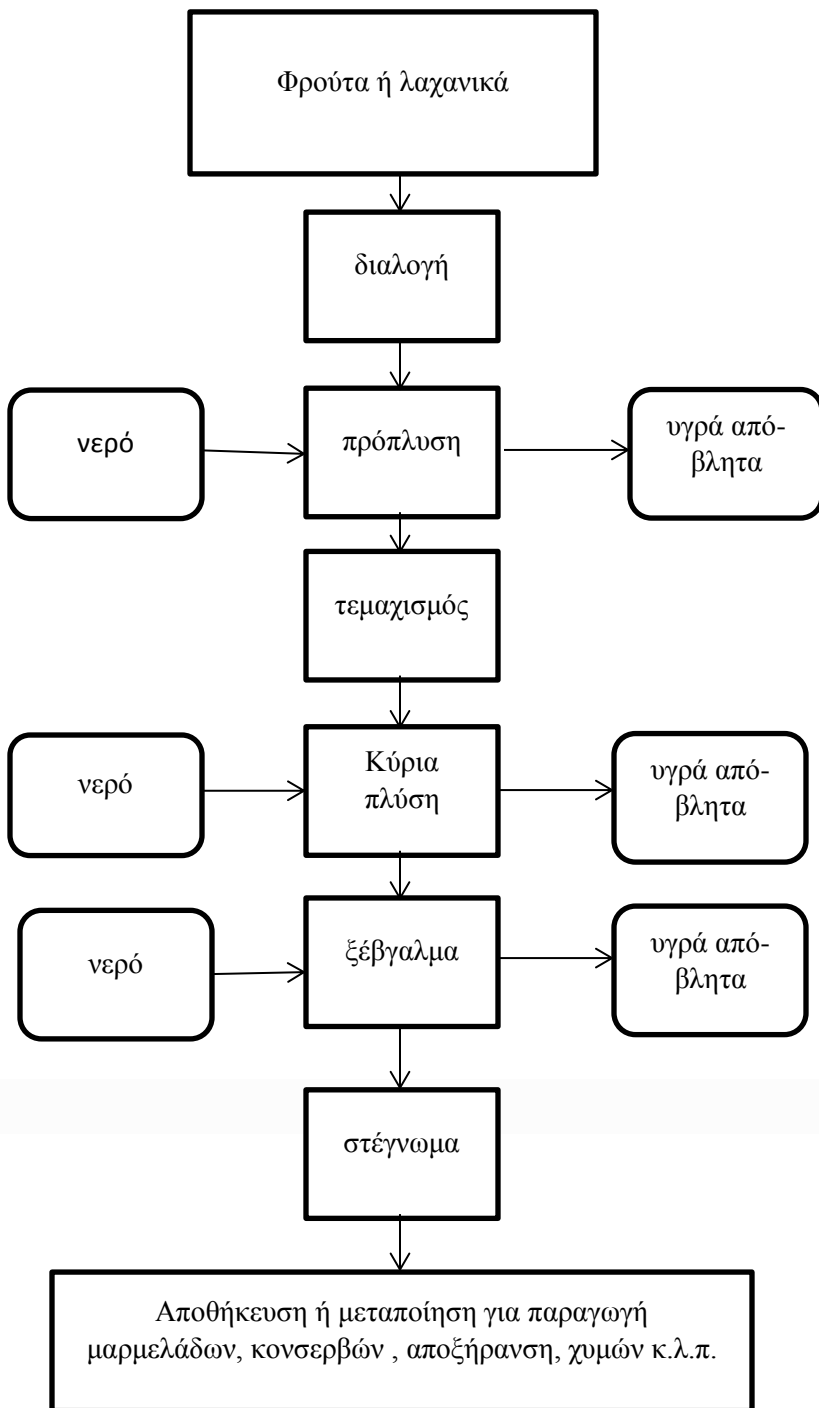 Φρούτα ή λαχανικά
διαλογή
νερό
πρόπλυση
υγρά από-
βλητα
τεμαχισμός
νερό
Κύρια
πλύση
υγρά από-
βλητα
νερό
ξέβγαλμα
υγρά από-
βλητα
στέγνωμα
Αποθήκευση ή μεταποίηση για παραγωγή
μαρμελάδων, κονσερβών , αποξήρανση, χυμών κ.λ.π.